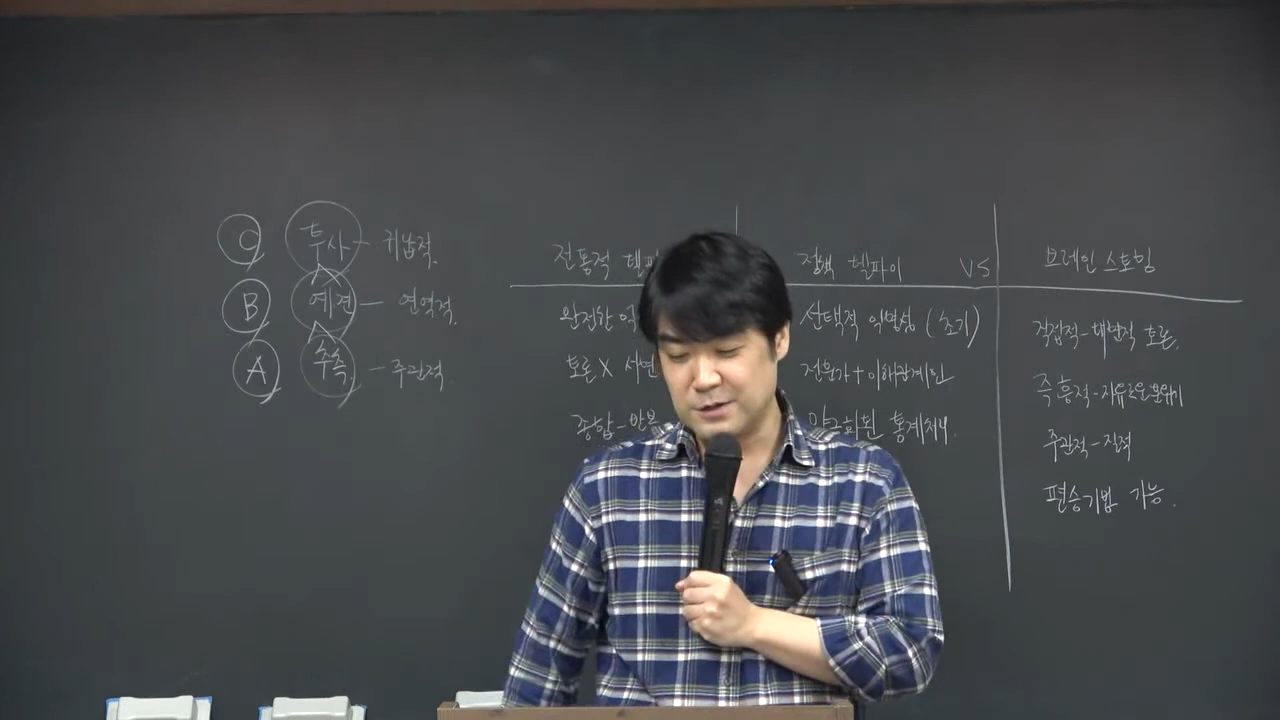 C 투사 - 귀납적.
B 예견 - 연역적.
A 추측 - 주관적.
전통적 델파
완전한 익
토론 X 서면
종합 - 반복
정책 델파이
선택적 익명성 (초기)
전문가 + 이해관계인
양극화된 통계처리.
VS
브레인 스토밍
직접적 - 대면적 토론.
즉흥적 - 자유로운 분위기
주관적 - 질적
편승기법 가능.